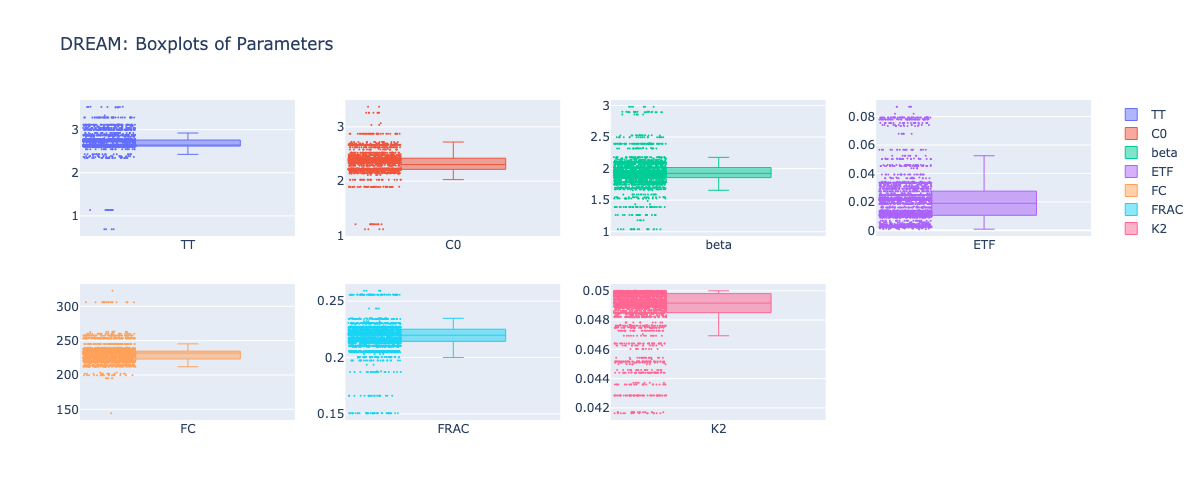 DREAM: Boxplots of Parameters
3
2
1
TT
3
2
1
C0
3
2.5
2
1.5
1
beta
0.08
0.06
0.04
0.02
0
ETF
TT
C0
beta
ETF
FC
FRAC
K2
300
250
200
150
FC
0.25
0.2
0.15
FRAC
0.05
0.048
0.046
0.044
0.042
K2